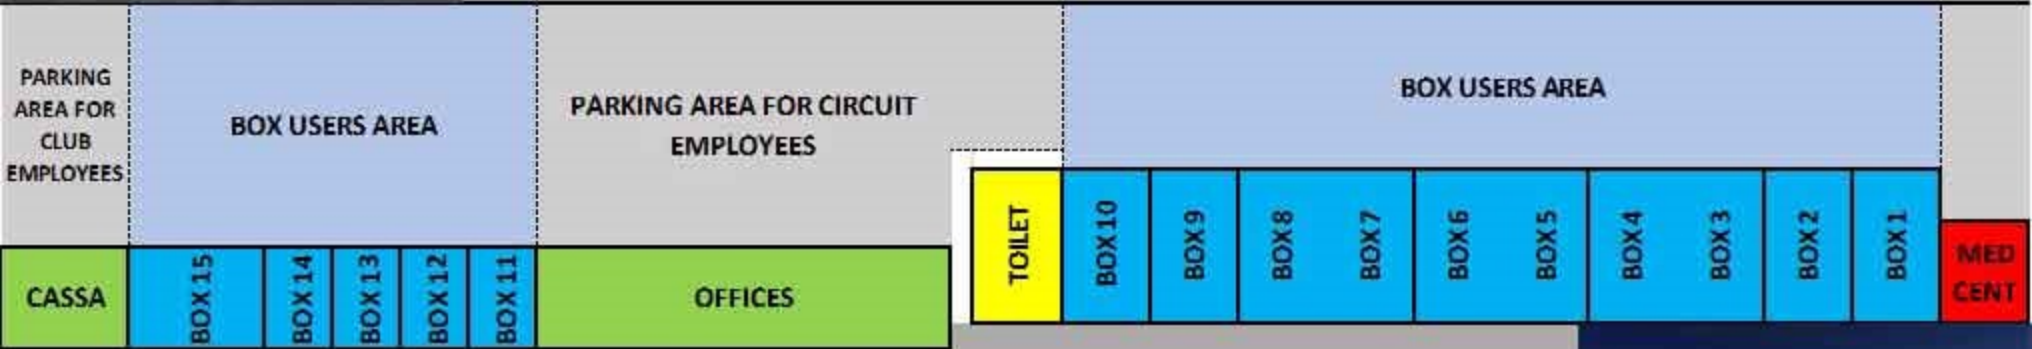 PARKING
AREA FOR
CLUB
EMPLOYEES
BOX USERS AREA
PARKING AREA FOR CIRCUIT
EMPLOYEES
BOX USERS AREA
CASSA
BOX 15
BOX 14
BOX 13
BOX 12
BOX 11
OFFICES
TOILET
BOX 10
BOX 9
BOX 8
BOX 7
BOX 6
BOX 5
BOX 4
BOX 3
BOX 2
BOX 1
MED
CENT